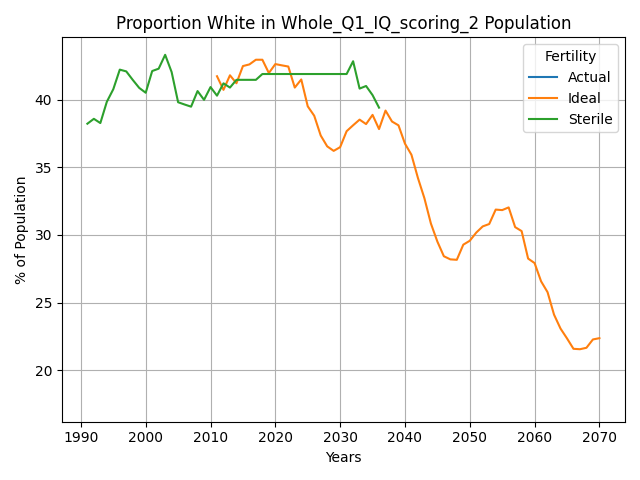 Proportion White in Whole_Q1_IQ_scoring_2 Population
Fertility
Actual
Ideal
Sterile
% of Population
40
35
30
25
20
1990 2000 2010 2020 2030 2040 2050 2060 2070
Years